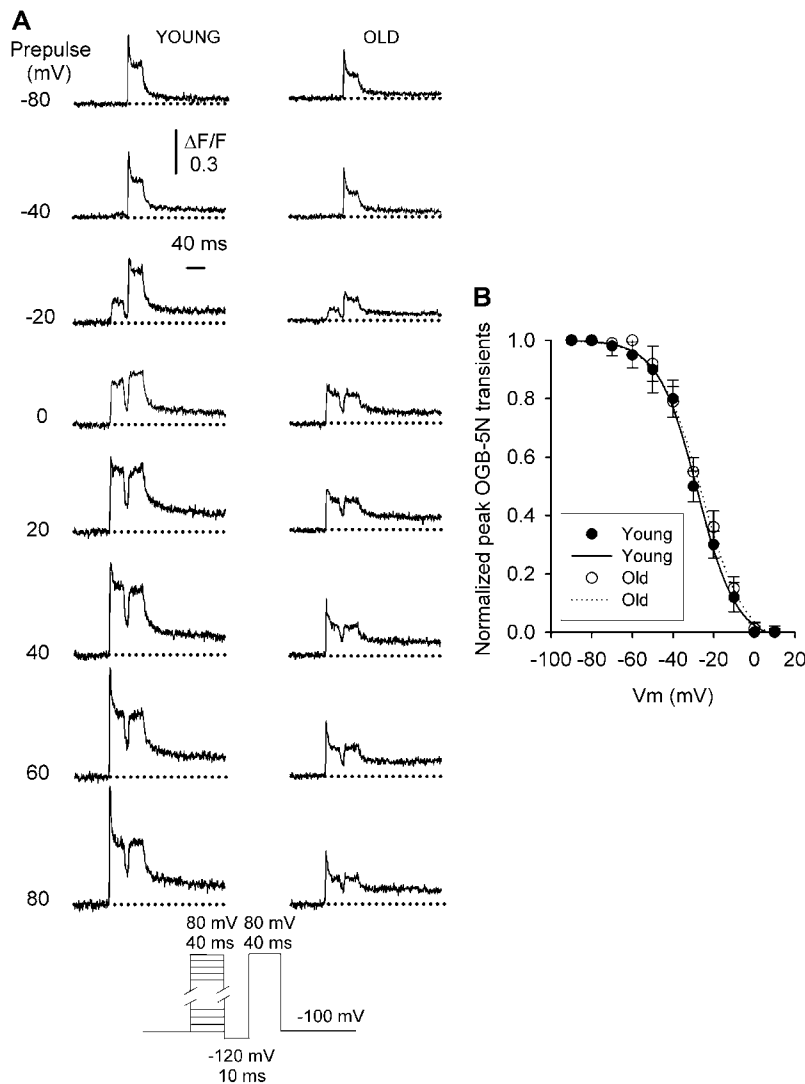 A
YOUNG
OLD
Prepulse
(mV)
-80
ΔF/F
0.3
-40
40 ms
-20
0
20
40
60
80
80 mV 80 mV
40 ms 40 ms
-100 mV
-120 mV
10 ms
B
Normalized peak OGB-5N transients
1.0
0.8
0.6
0.4
0.2
0.0
Young
Young
Old
Old
-100 -80 -60 -40 -20 0 20
Vm (mV)